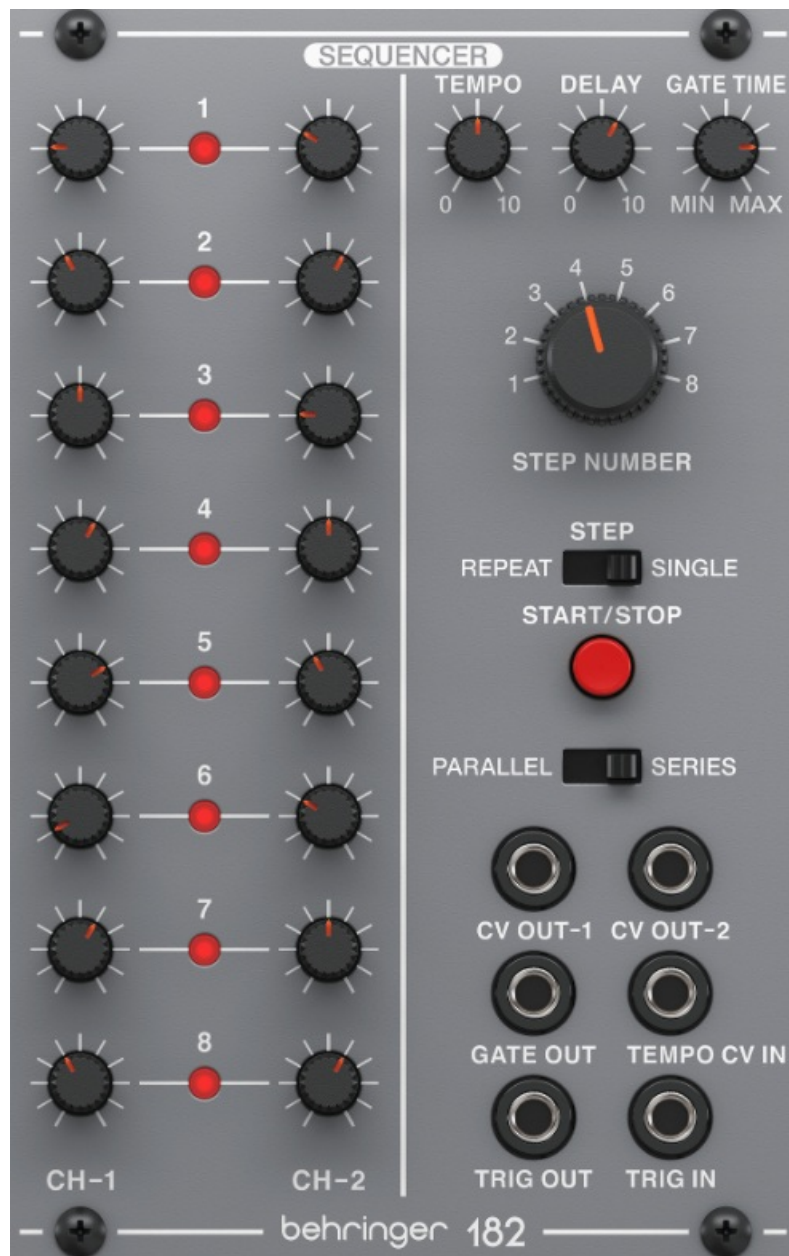 SEQUENCER
1
2
3
4
5
6
7
8
CH-1 CH-2
TEMPO DELAY GATE TIME
0 10 0 10 MIN MAX
4 5
3 6
2 7
1 8
STEP NUMBER
STEP
REPEAT SINGLE
START/STOP
PARALLEL SERIES
CV OUT-1 CV OUT-2
GATE OUT TEMPO CV IN
TRIG OUT TRIG IN
behringer 182